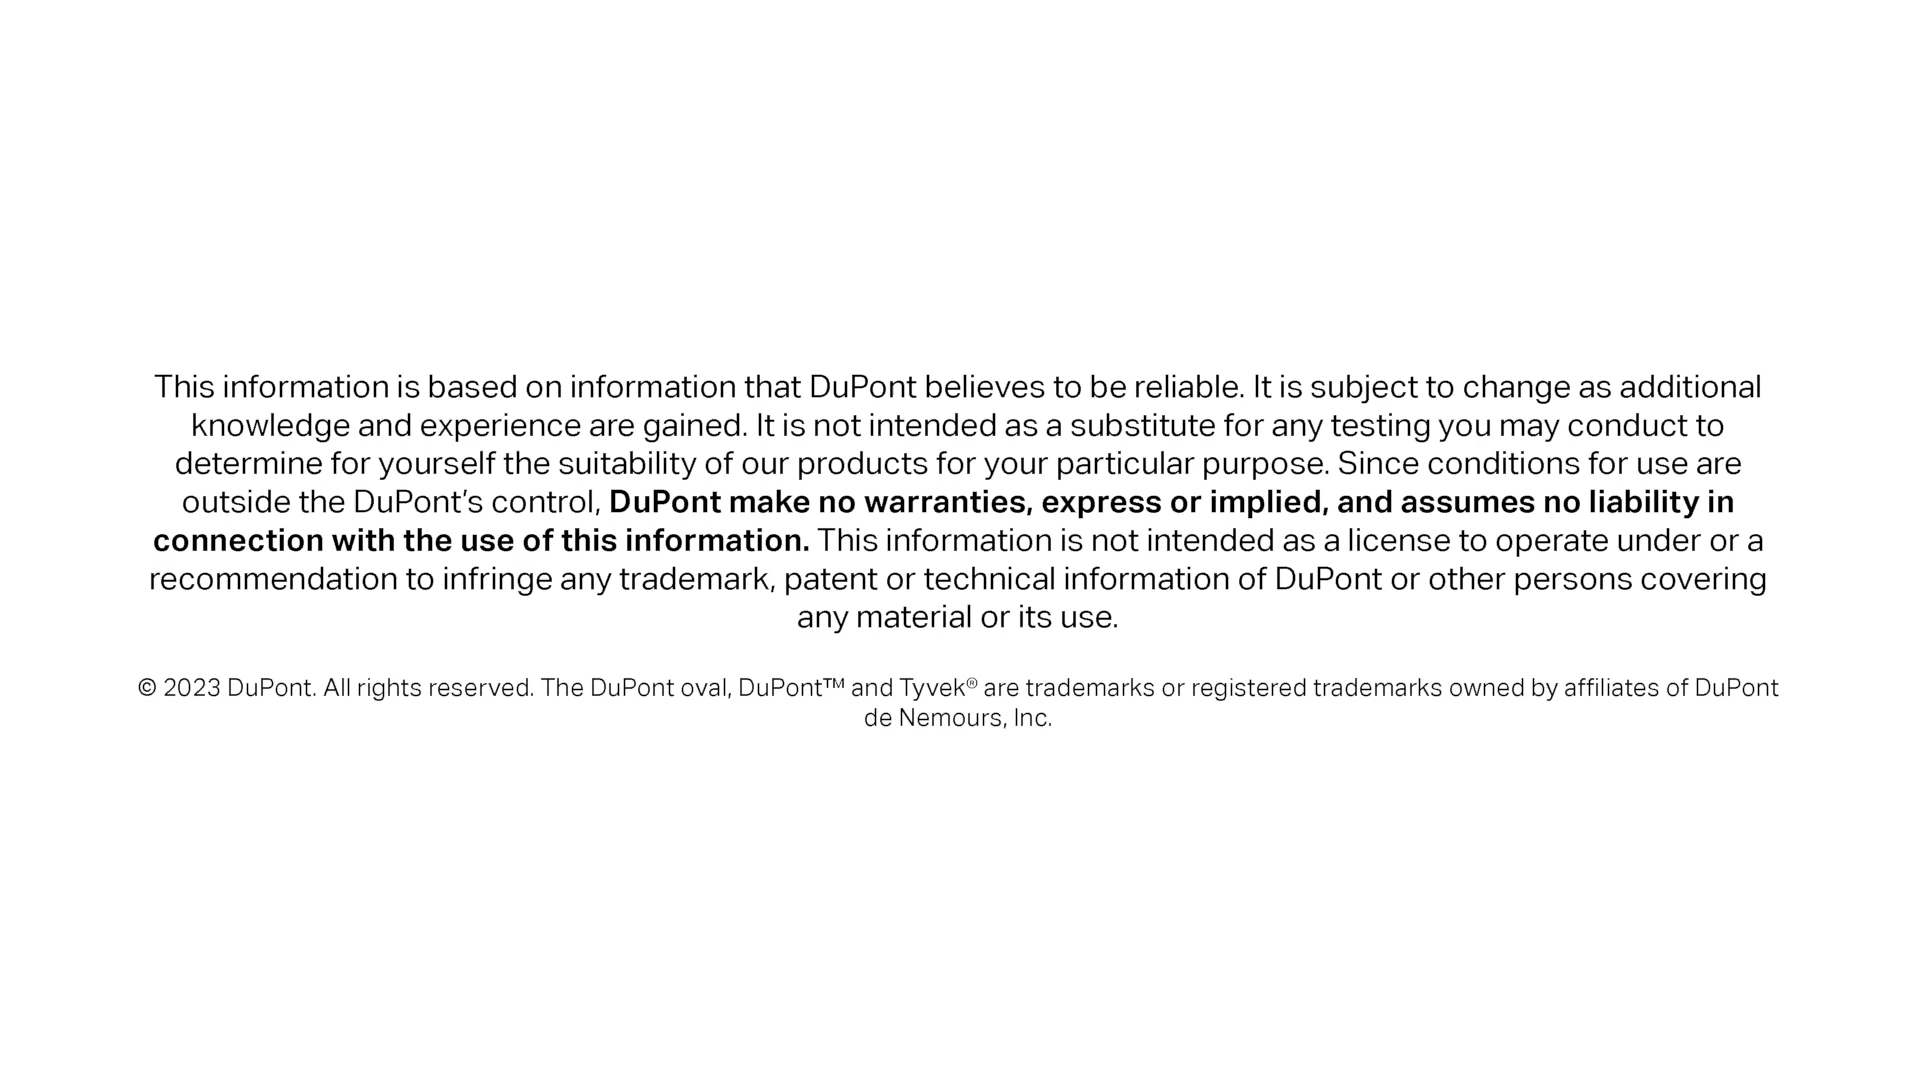 This information is based on information that DuPont believes to be reliable. It is subject to change as additional
knowledge and experience are gained. It is not intended as a substitute for any testing you may conduct to
determine for yourself the suitability of our products for your particular purpose. Since conditions for use are
outside the DuPont's control, DuPont make no warranties, express or implied, and assumes no liability in
connection with the use of this information. This information is not intended as a license to operate under or a
recommendation to infringe any trademark, patent or technical information of DuPont or other persons covering
any material or its use.
© 2023 DuPont. All rights reserved. The DuPont oval, DuPont™ and Tyvek® are trademarks or registered trademarks owned by affiliates of DuPont
de Nemours, Inc.